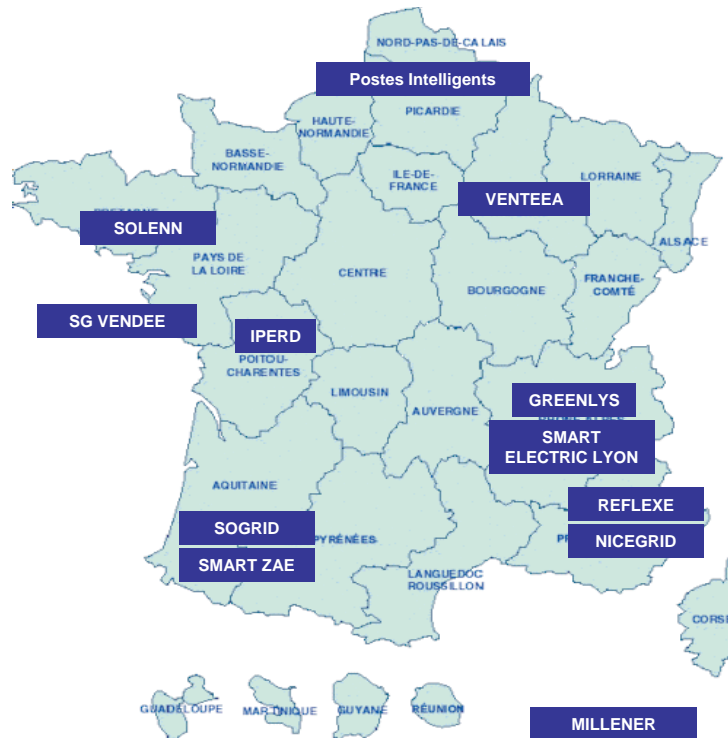 NORD-PAS-DE-CALAIS
Postes Intelligents
PICARDIE
HAUTE-
NORMANDIE
BASSE-
NORMANDIE
ILE-DE-
FRANCE
LORRAINE
VENTEEA
SOLENN
ALSACE
PAYS DE
LA LOIRE
CENTRE
BOURGOGNE
FRANCHE-
COMTÉ
SG VENDEE
IPERD
POITOU-
CHARENTES
LIMOUSIN
AUVERGNE
GREENLYS
SMART
ELECTRIC LYON
AQUITAINE
REFLEXE
SOGRID
PYRÉNÉES
NICEGRID
SMART ZAE
LANGUEDOC
ROUSSILLON
CORSE
GUADELOUPE
MARTINIQUE
GUYANE
RÉUNION
MILLENER